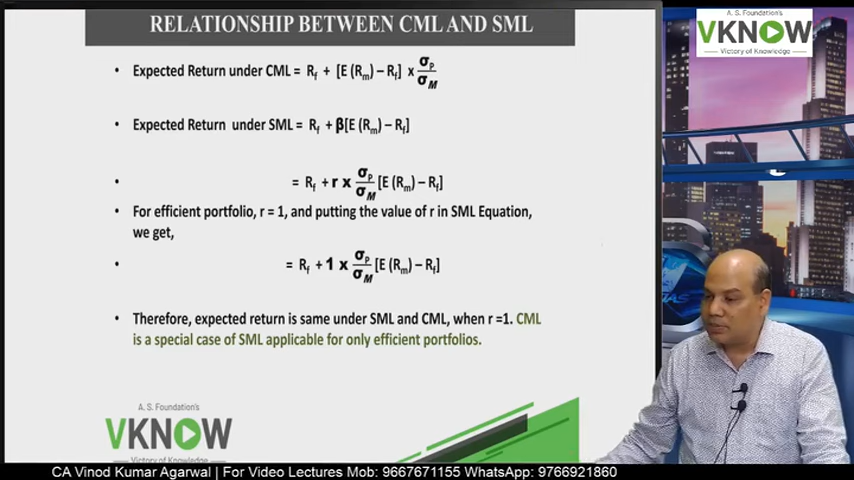 RELATIONSHIP BETWEEN CML AND SML
A. S. Foundation's
VKNOW
Victory of Knowledge
• Expected Return under CML = Rf + [E (Rm) – Rf] x σP/σM
• Expected Return under SML = Rf + β[E (Rm) – Rf]
• = Rf + r x σP/σM [E (Rm) – Rf]
• For efficient portfolio, r = 1, and putting the value of r in SML Equation,
we get,
• = Rf + 1 x σP/σM [E (Rm) – Rf]
• Therefore, expected return is same under SML and CML, when r =1. CML
is a special case of SML applicable for only efficient portfolios.
A. S. Foundation's
VKNOW
Victory of Knowledge
CA Vinod Kumar Agarwal | For Video Lectures Mob: 9667671155 WhatsApp: 9766921860